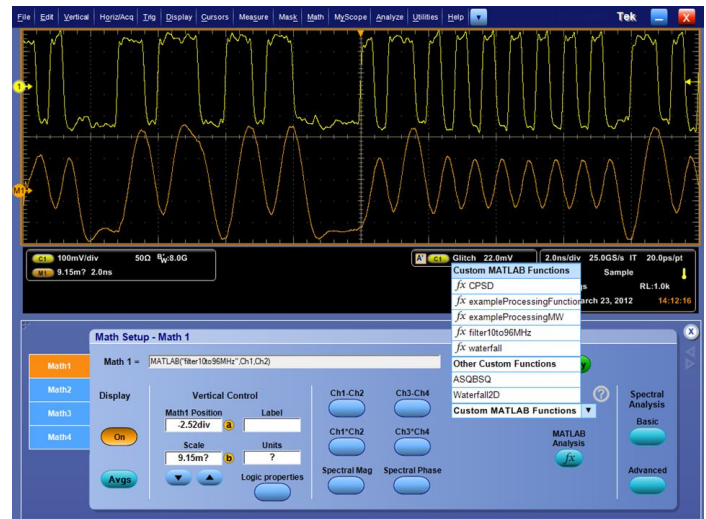 File Edit Vertical Horiz/Acq Trig Display Cursors Measure Mask Math MyScope Analyze Utilities Help Tek X
1
M1
C1 100mV/div 50Ω BW:8.0G
M1 9.15m? 2.0ns
A' C1 Glitch 22.0mV
2.0ns/div 25.0GS/s IT 20.0ps/pt
Sample
RL:1.0k
arch 23, 2012 14:12:16
Custom MATLAB Functions
fx CPSD
fx exampleProcessingFunction
fx exampleProcessingMW
fx filter10to96MHz
fx waterfall
Other Custom Functions
ASQBSQ
Waterfall2D
Custom MATLAB Functions
Math Setup - Math 1
Math1
Math2
Math3
Math4
Math 1 = MATLAB("filter10to96MHz",Ch1,Ch2)
Display
On
Avgs
Vertical Control
Math1 Position Label
-2.52div a
Scale Units
9.15m? b ?
Logic properties
Ch1-Ch2 Ch3-Ch4
Ch1*Ch2 Ch3*Ch4
Spectral Mag Spectral Phase
MATLAB
Analysis
fx
Spectral
Analysis
Basic
Advanced